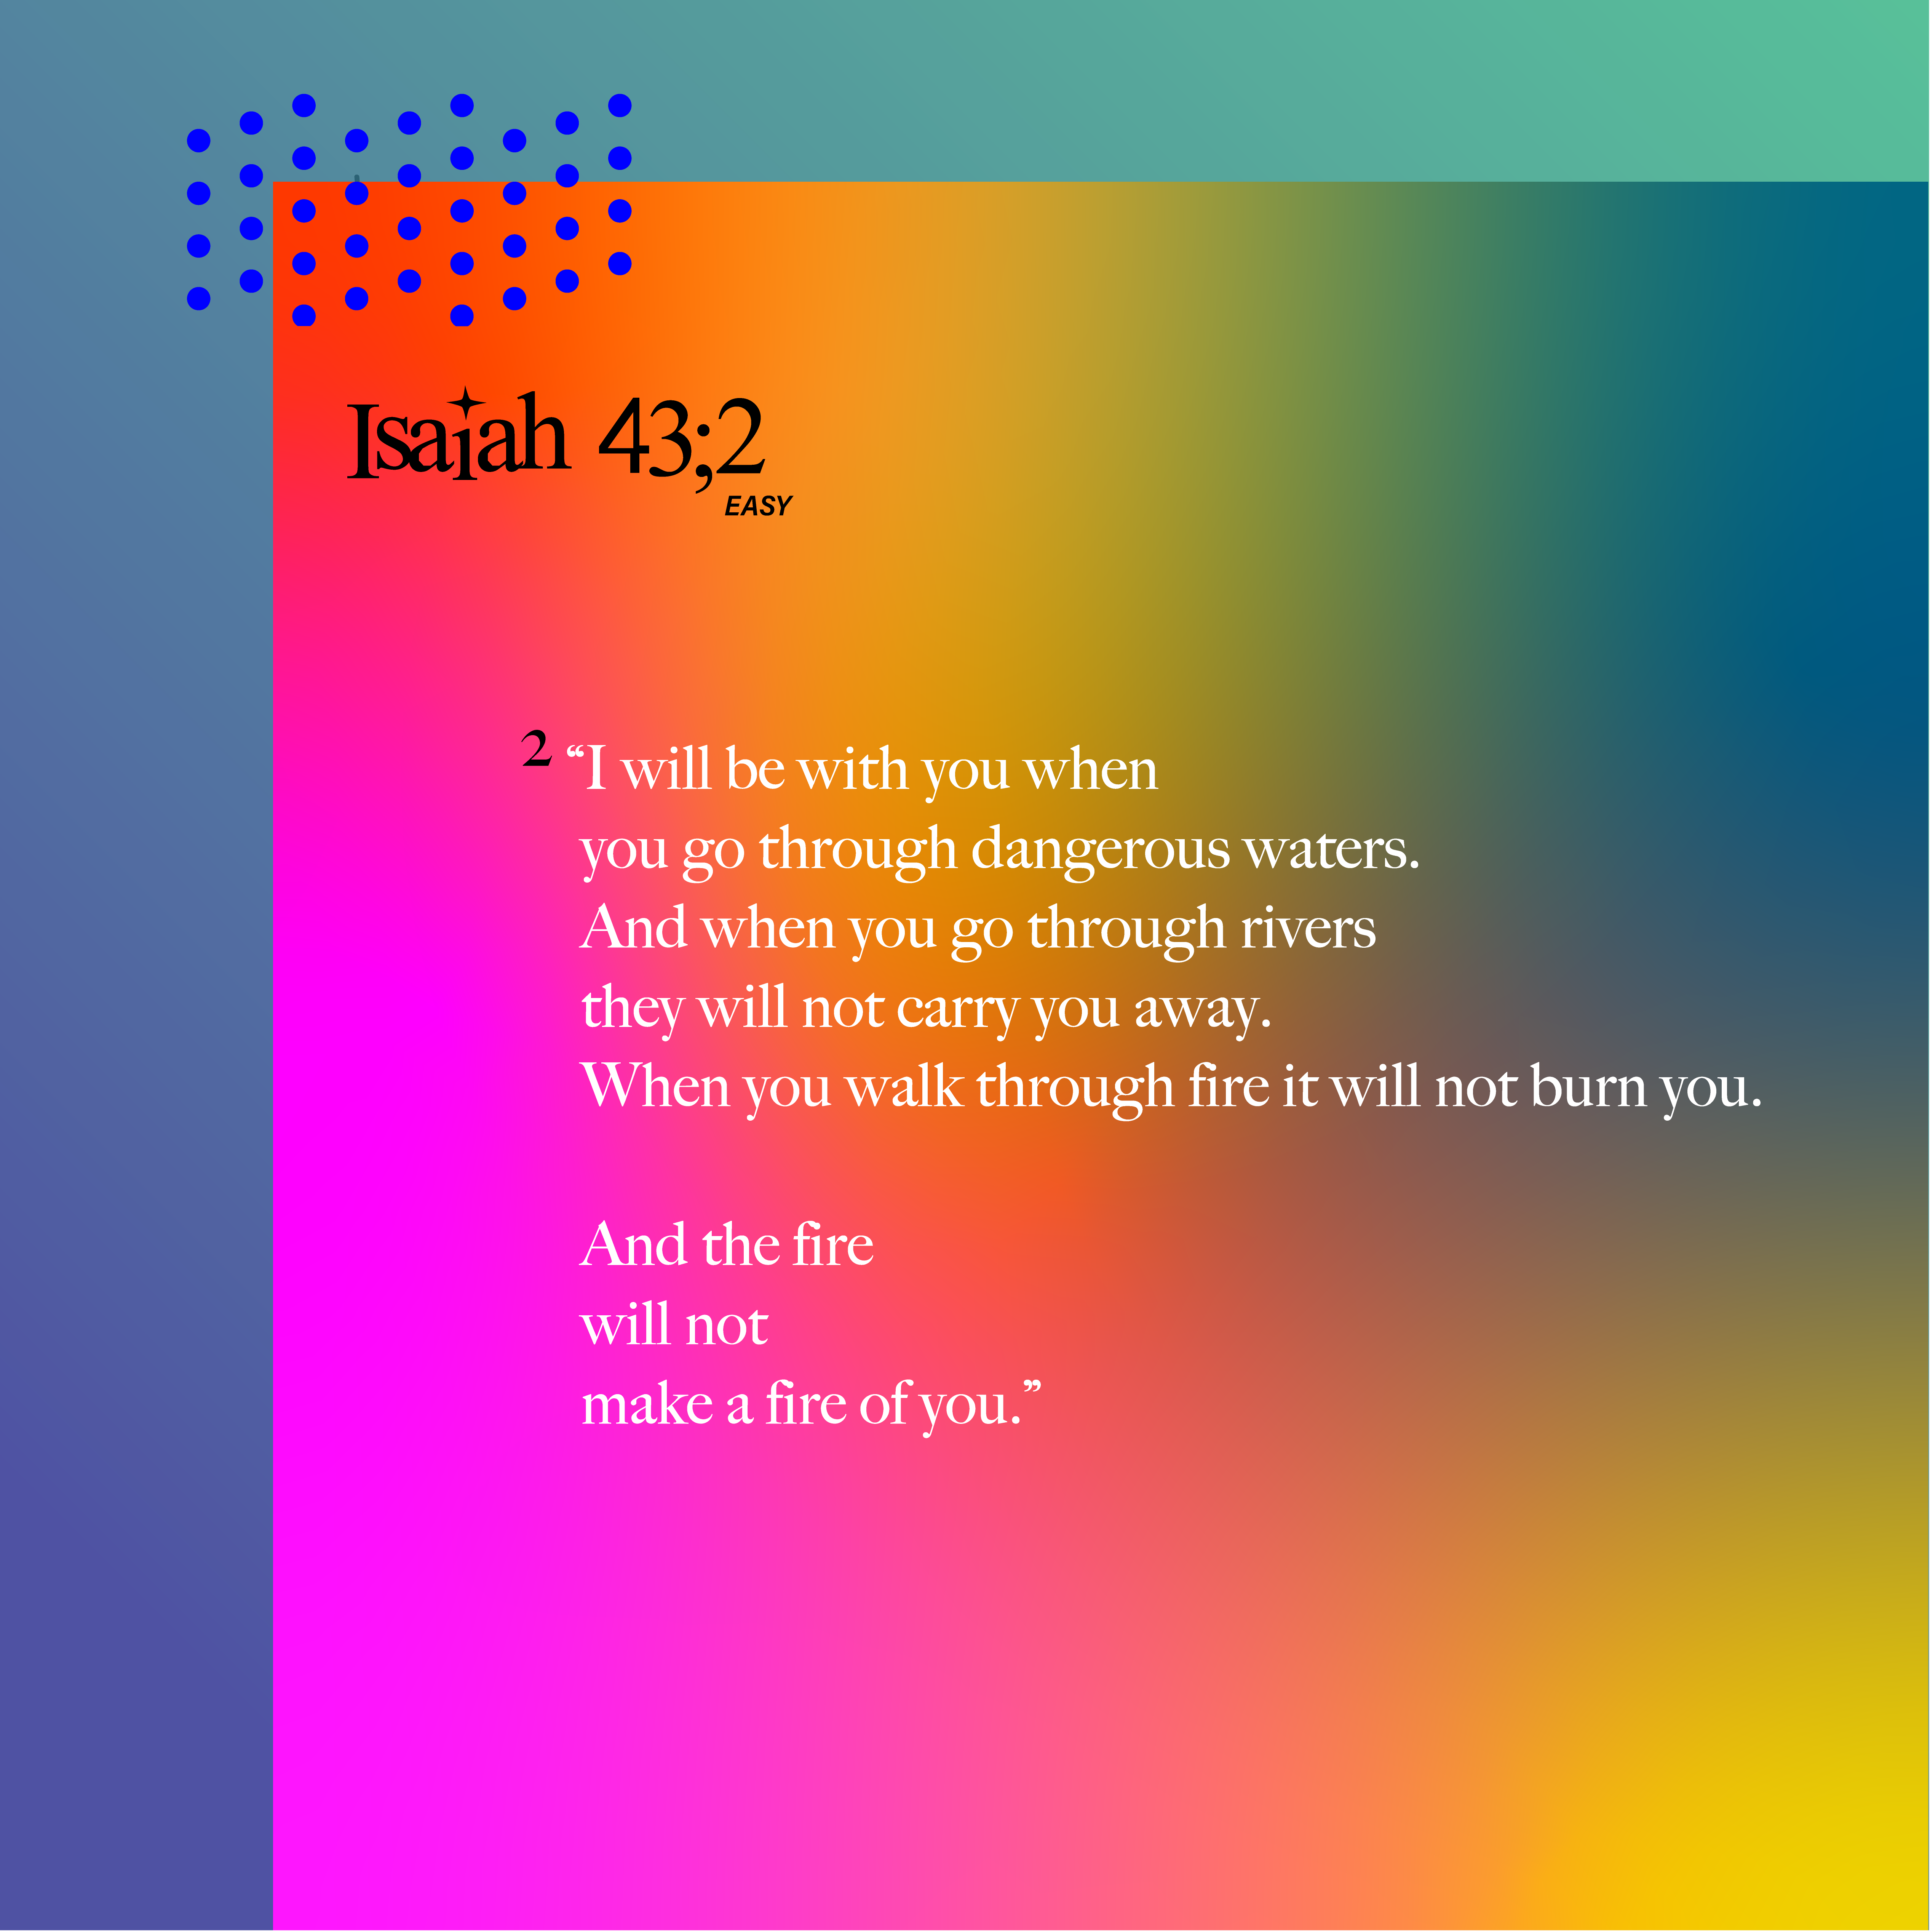 Isaiah 43;2
EASY
2 “I will be with you when
you go through dangerous waters.
And when you go through rivers
they will not carry you away.
When you walk through fire it will not burn you.
And the fire
will not
make a fire of you.”